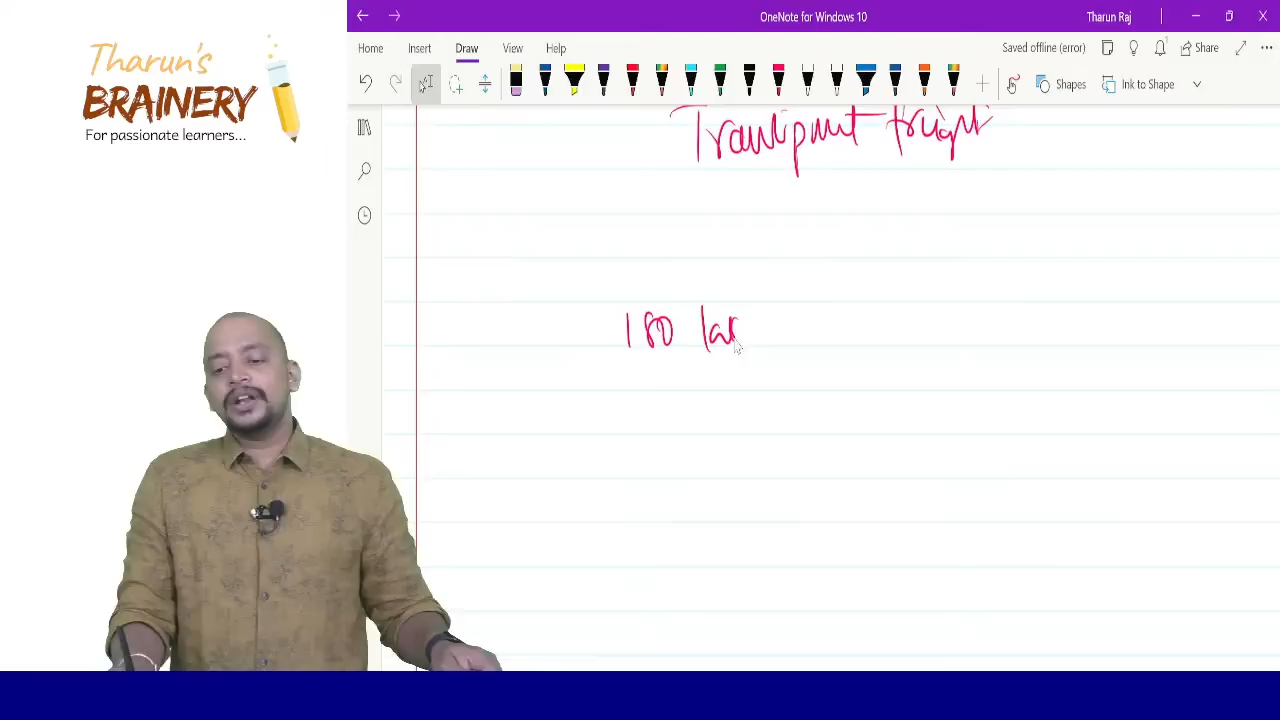 Tharun's
BRAINERY
For passionate learners...
OneNote for Windows 10
Tharun Raj
Home Insert Draw View Help
Saved offline (error)
Share
Shapes
Ink to Shape
Transport freight
180 lak